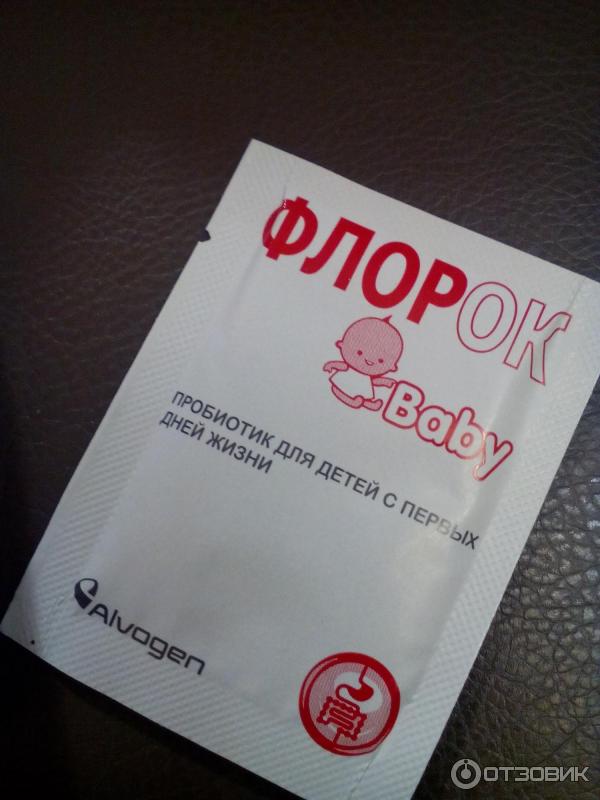 ФЛОРОК
Baby
ПРОБИОТИК ДЛЯ ДЕТЕЙ С ПЕРВЫХ
ДНЕЙ ЖИЗНИ
Alvogen
ОТЗОВИК